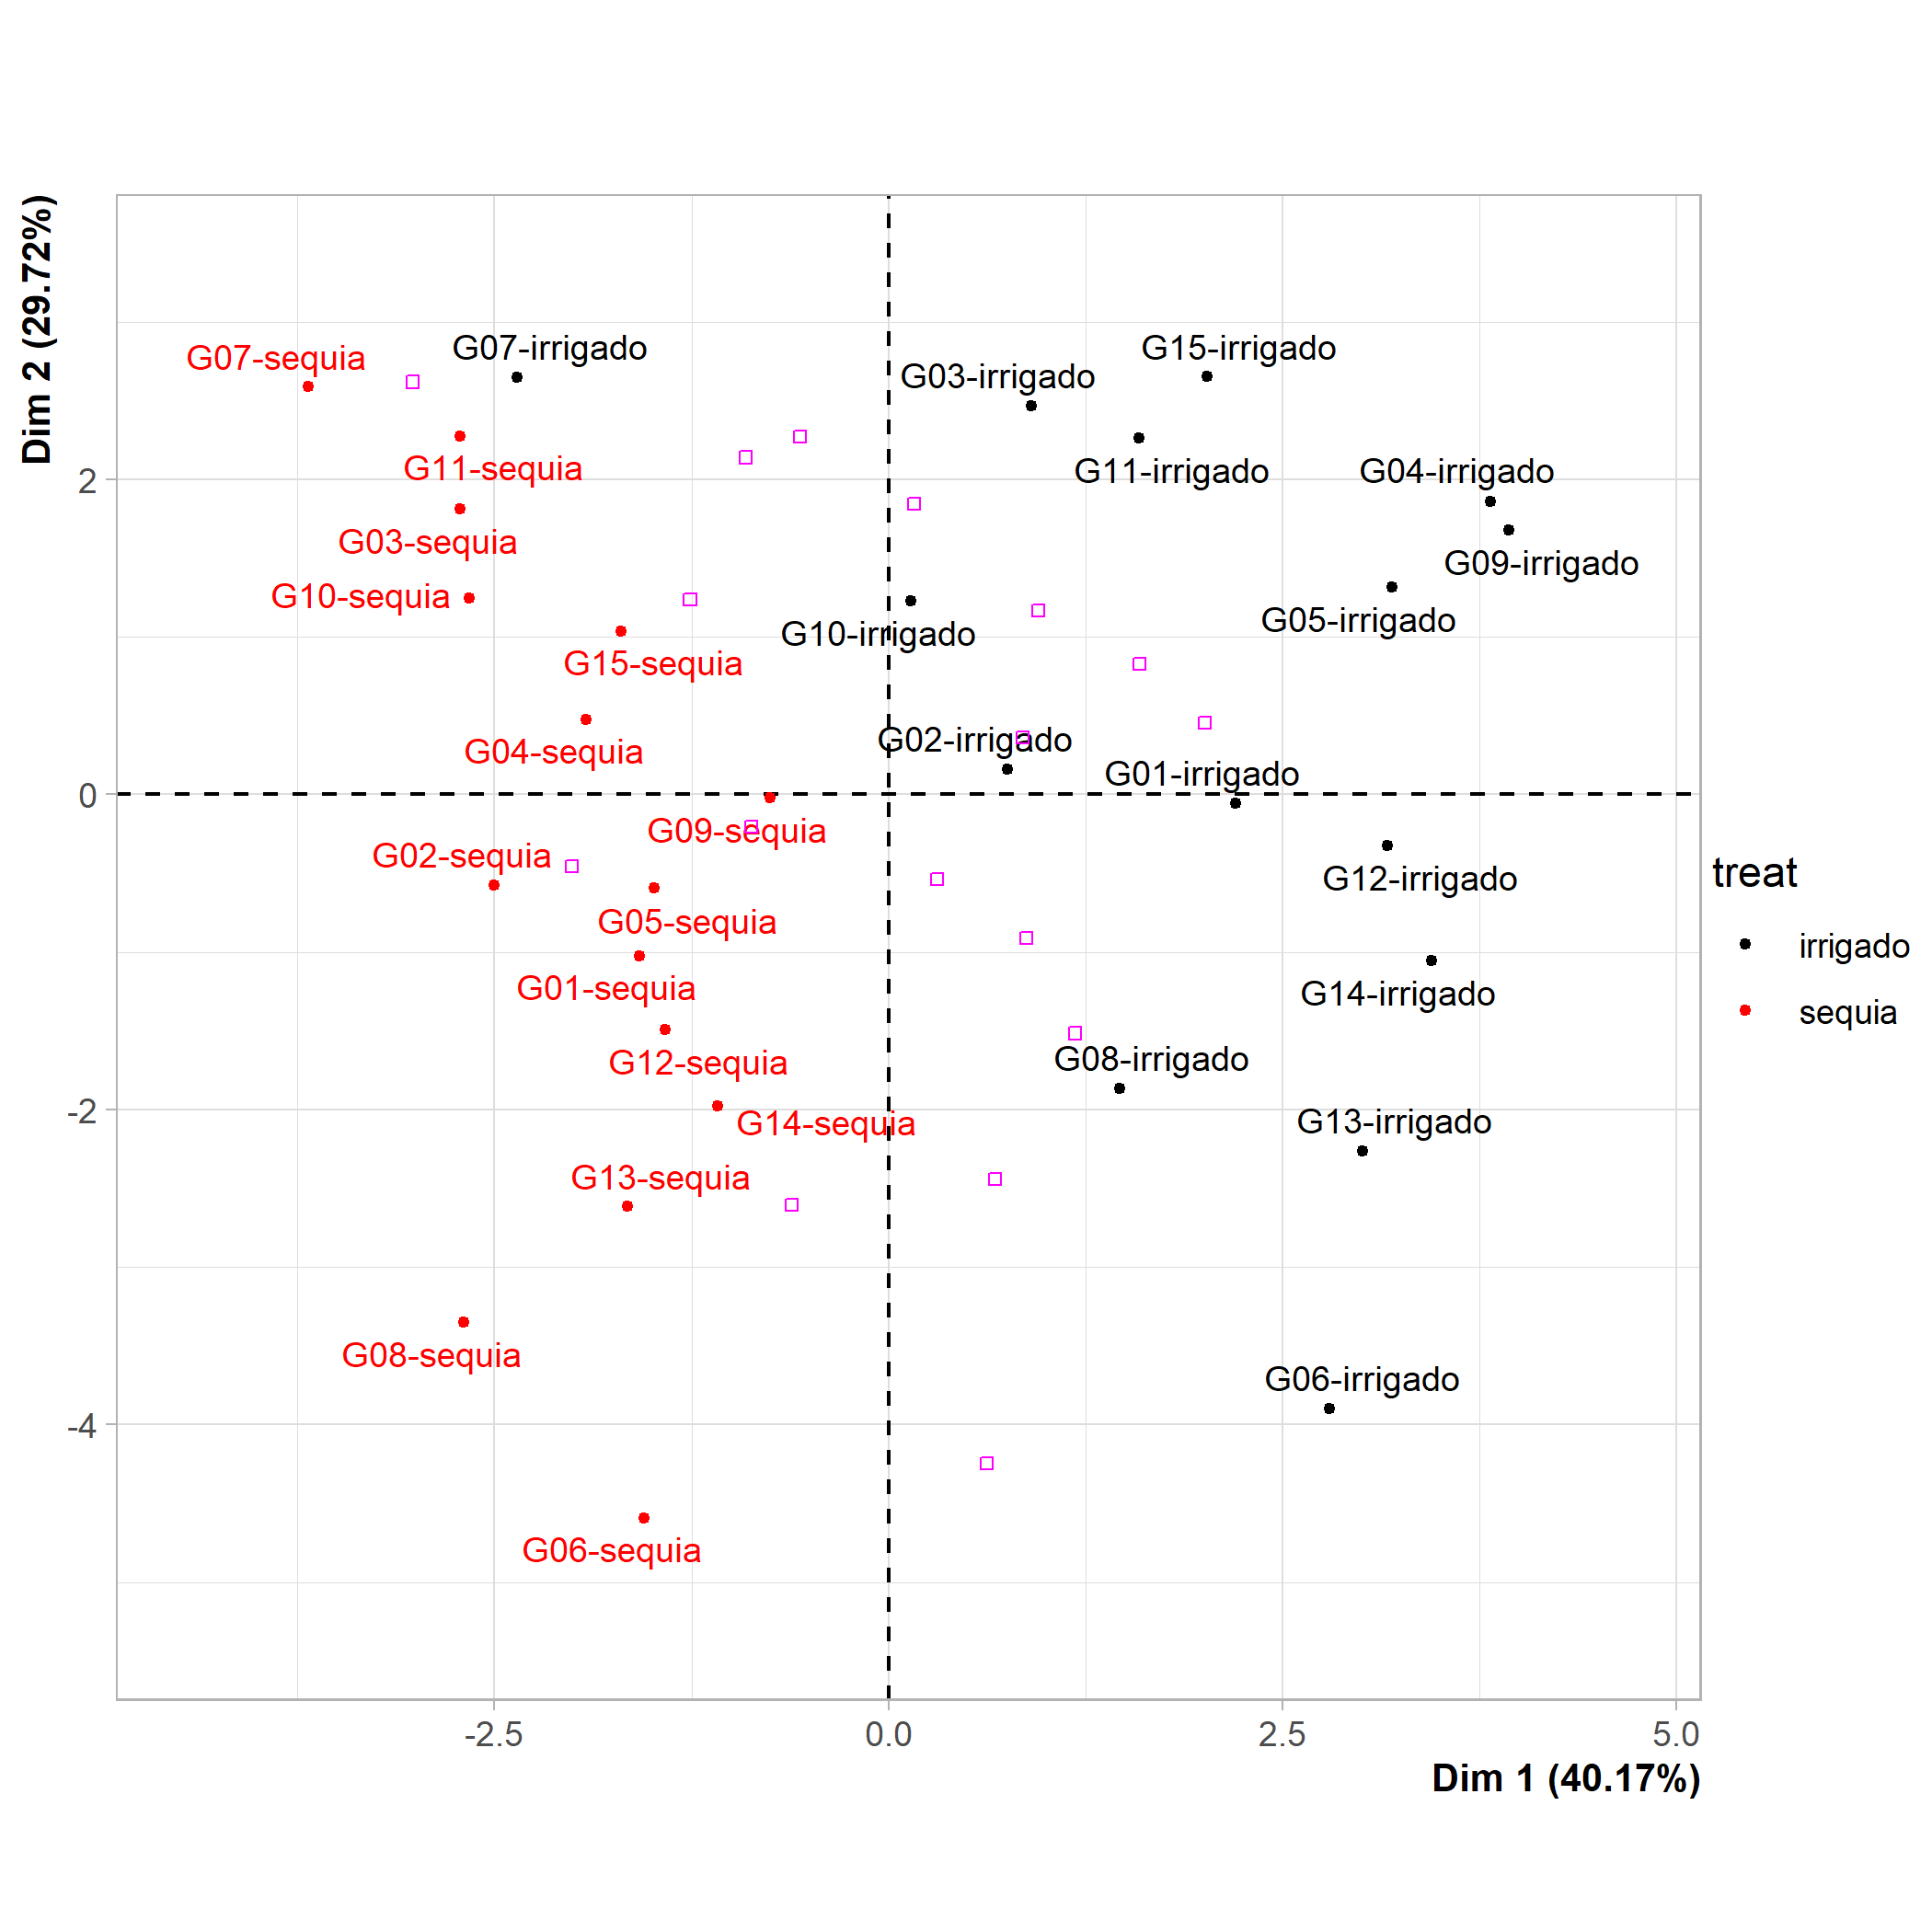 Dim 2 (29.72%)
G07-sequia
G07-irrigado
G15-irrigado
G03-irrigado
G11-sequia
G11-irrigado
G04-irrigado
2
G03-sequia
G09-irrigado
G10-sequia
G05-irrigado
G10-irrigado
G15-sequia
G04-sequia
G02-irrigado
G01-irrigado
0
G09-sequia
G02-sequia
G12-irrigado
treat
G05-sequia
irrigado
G01-sequia
G14-irrigado
sequia
G12-sequia
G08-irrigado
-2
G14-sequia
G13-irrigado
G13-sequia
G08-sequia
G06-irrigado
-4
G06-sequia
-2.5 0.0 2.5 5.0
Dim 1 (40.17%)